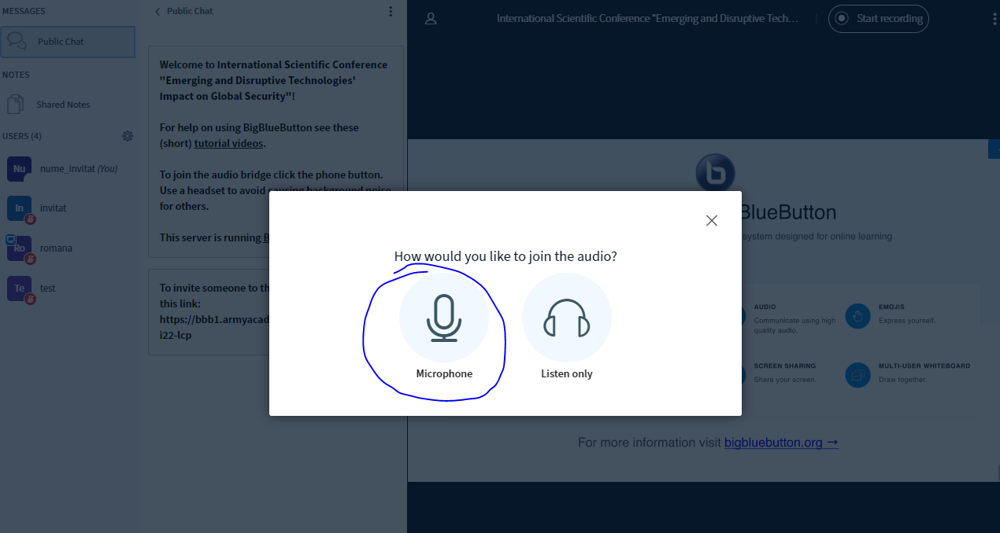 MESSAGES
Public Chat
NOTES
Shared Notes
USERS (4)
Nu
nume_invitat (You)
In
invitat
Ro
romana
Te
test
Public Chat
Welcome to International Scientific Conference
"Emerging and Disruptive Technologies'
Impact on Global Security"!
For help on using BigBlueButton see these
(short) tutorial videos.
To join the audio bridge click the phone button.
Use a headset to avoid causing background noise
for others.
This server is running B
To invite someone to th
this link:
https://bbb1.armyacad
i22-lcp
International Scientific Conference "Emerging and Disruptive Tech...
Start recording
BlueButton
system designed for online learning
How would you like to join the audio?
Microphone
Listen only
AUDIO
Communicate using high
quality audio.
EMOJIS
Express yourself.
SCREEN SHARING
Share your screen.
MULTI-USER WHITEBOARD
Draw together.
For more information visit bigbluebutton.org →